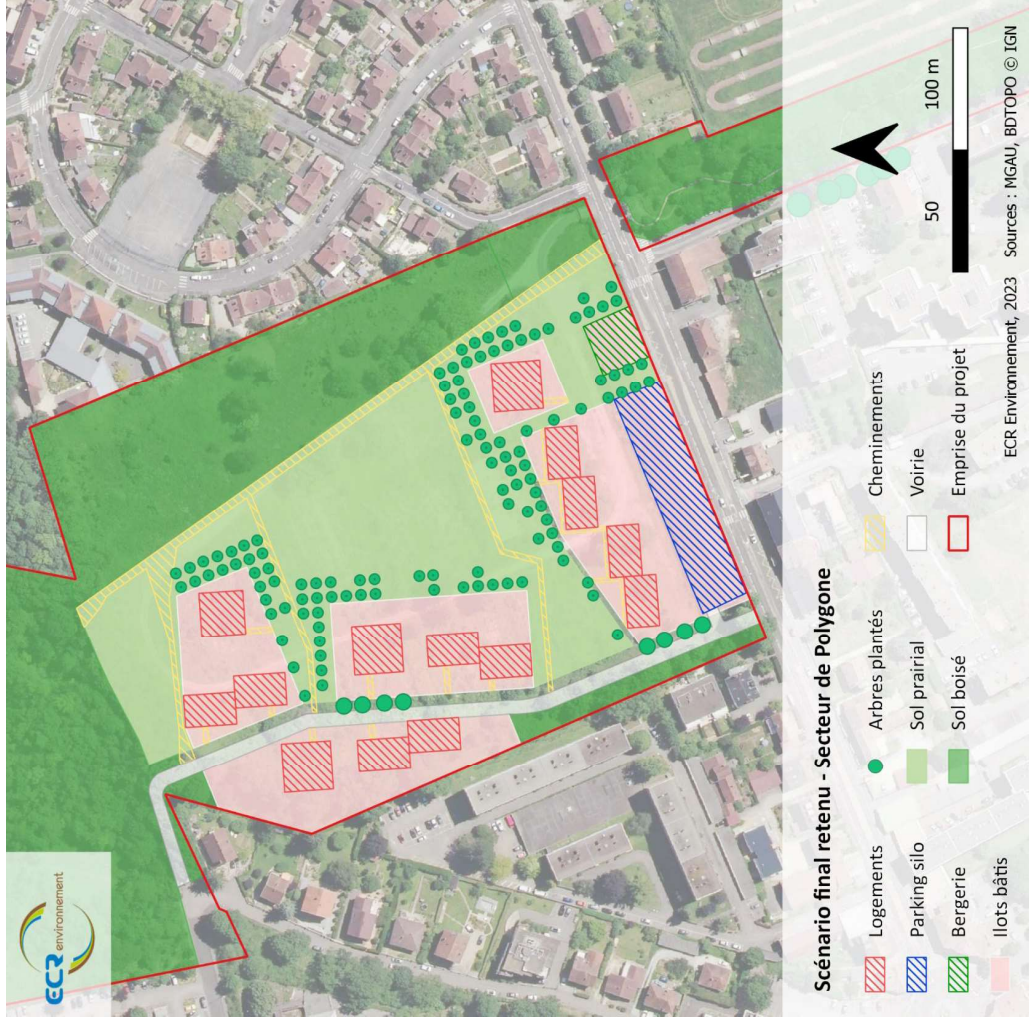 ECR environnement
Scénario final retenu - Secteur de Polygone
Logements
Parking silo
Bergerie
Ilots bâtis
Arbres plantés
Sol prairial
Sol boisé
Cheminements
Voirie
Emprise du projet
50
100 m
ECR Environnement, 2023 Sources : MGAU, BDTOPO © IGN